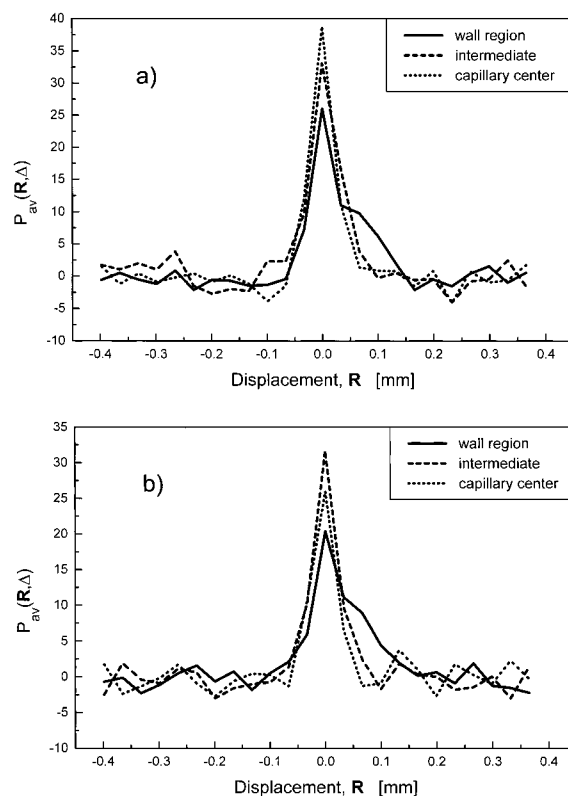 40
35
30
25
20
15
10
5
0
-5
-10
P_av(R,Δ)
a)
wall region
intermediate
capillary center
-0.4 -0.3 -0.2 -0.1 0.0 0.1 0.2 0.3 0.4
Displacement, R [mm]
35
30
25
20
15
10
5
0
-5
-10
P_av(R,Δ)
b)
wall region
intermediate
capillary center
-0.4 -0.3 -0.2 -0.1 0.0 0.1 0.2 0.3 0.4
Displacement, R [mm]